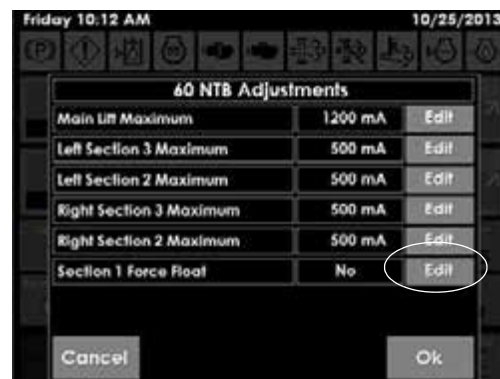 Friday 10:12 AM 10/25/2013
(P)
60 NTB Adjustments
Main Lift Maximum 1200 mA Edit
Left Section 3 Maximum 500 mA Edit
Left Section 2 Maximum 500 mA Edit
Right Section 3 Maximum 500 mA Edit
Right Section 2 Maximum 500 mA Edit
Section 1 Force Float No Edit
Cancel Ok